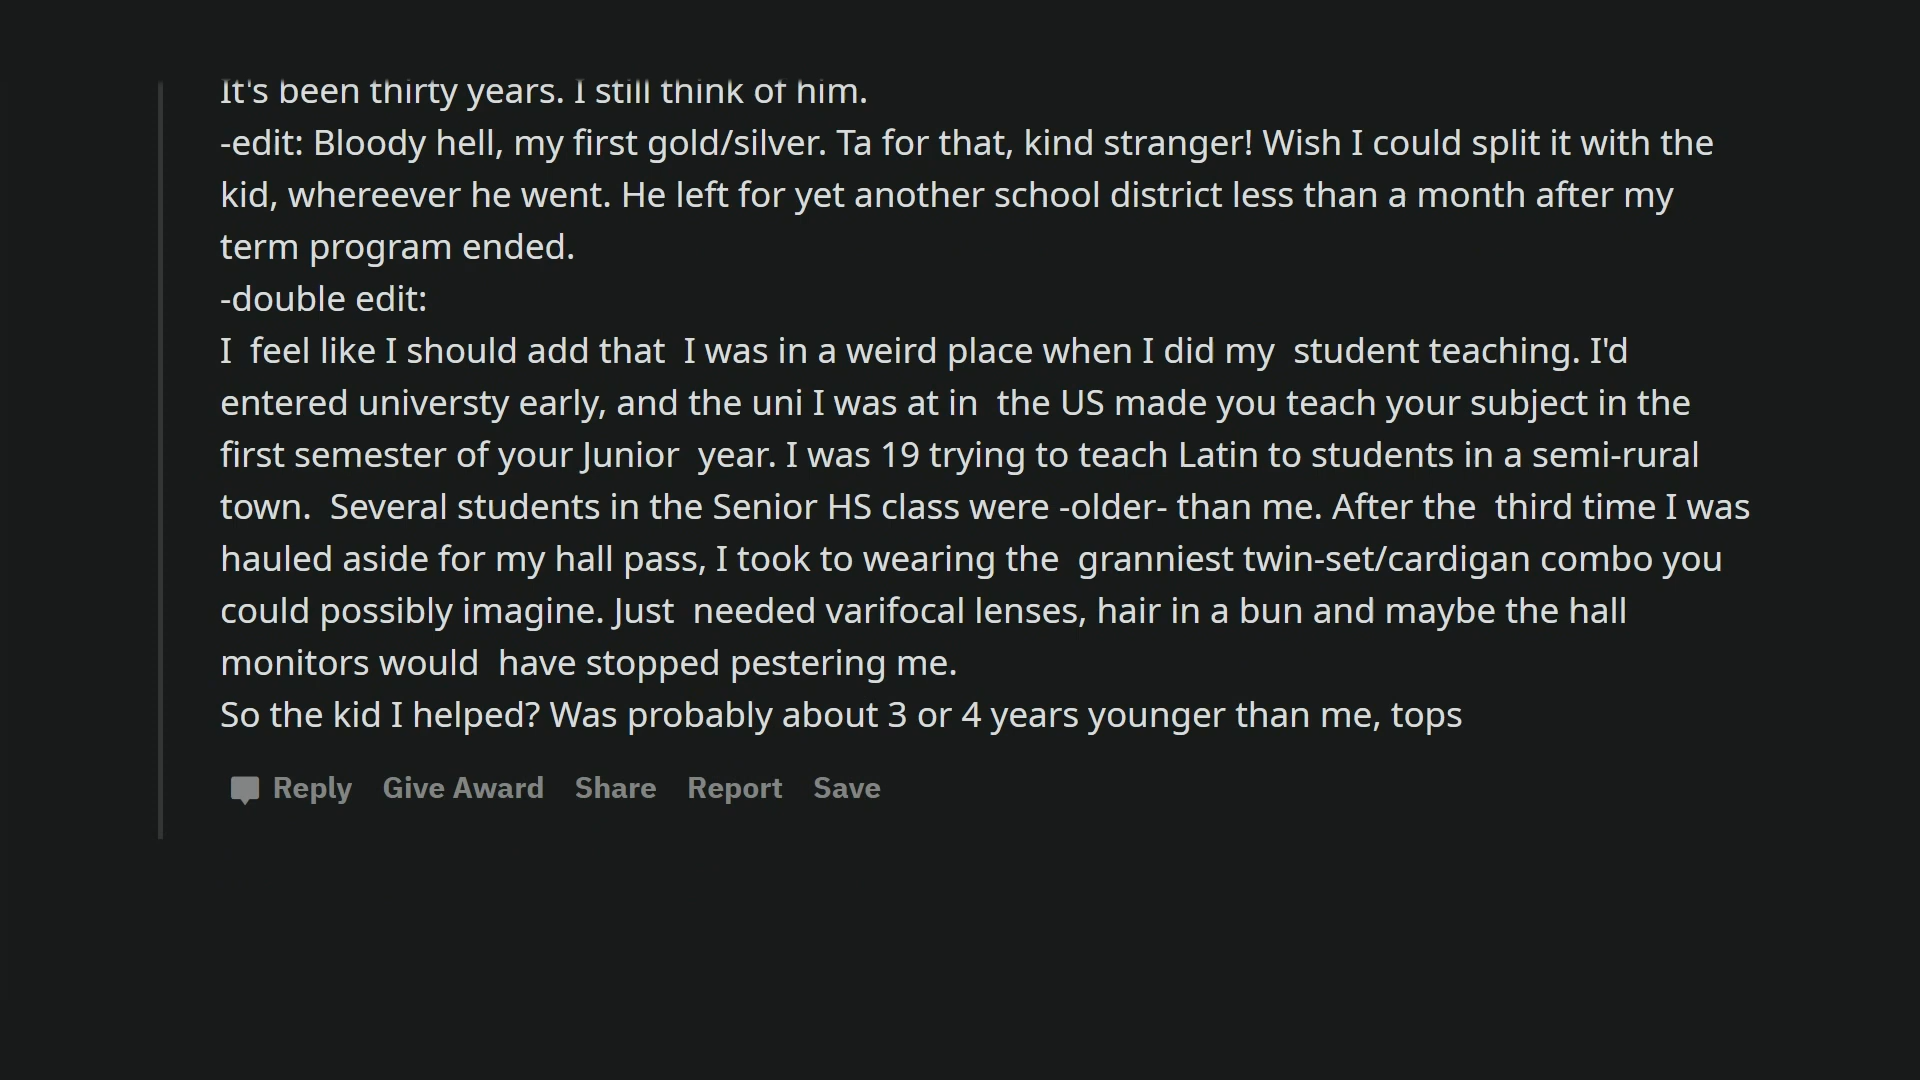 It's been thirty years. I still think of him.
-edit: Bloody hell, my first gold/silver. Ta for that, kind stranger! Wish I could split it with the
kid, whereever he went. He left for yet another school district less than a month after my
term program ended.
-double edit:
I  feel like I should add that  I was in a weird place when I did my  student teaching. I'd
entered universty early, and the uni I was at in  the US made you teach your subject in the
first semester of your Junior  year. I was 19 trying to teach Latin to students in a semi-rural
town.  Several students in the Senior HS class were -older- than me. After the  third time I was
hauled aside for my hall pass, I took to wearing the  granniest twin-set/cardigan combo you
could possibly imagine. Just  needed varifocal lenses, hair in a bun and maybe the hall
monitors would  have stopped pestering me.
So the kid I helped? Was probably about 3 or 4 years younger than me, tops
Reply Give Award Share Report Save